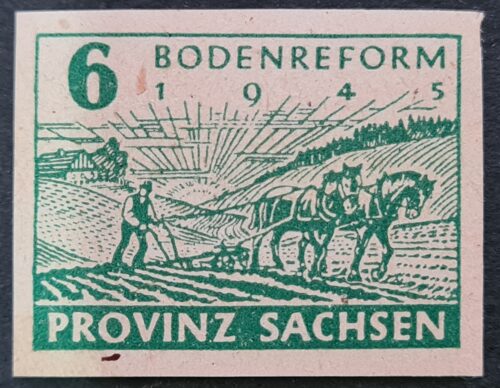 6 BODENREFORM
1 9 4 5
PROVINZ SACHSEN